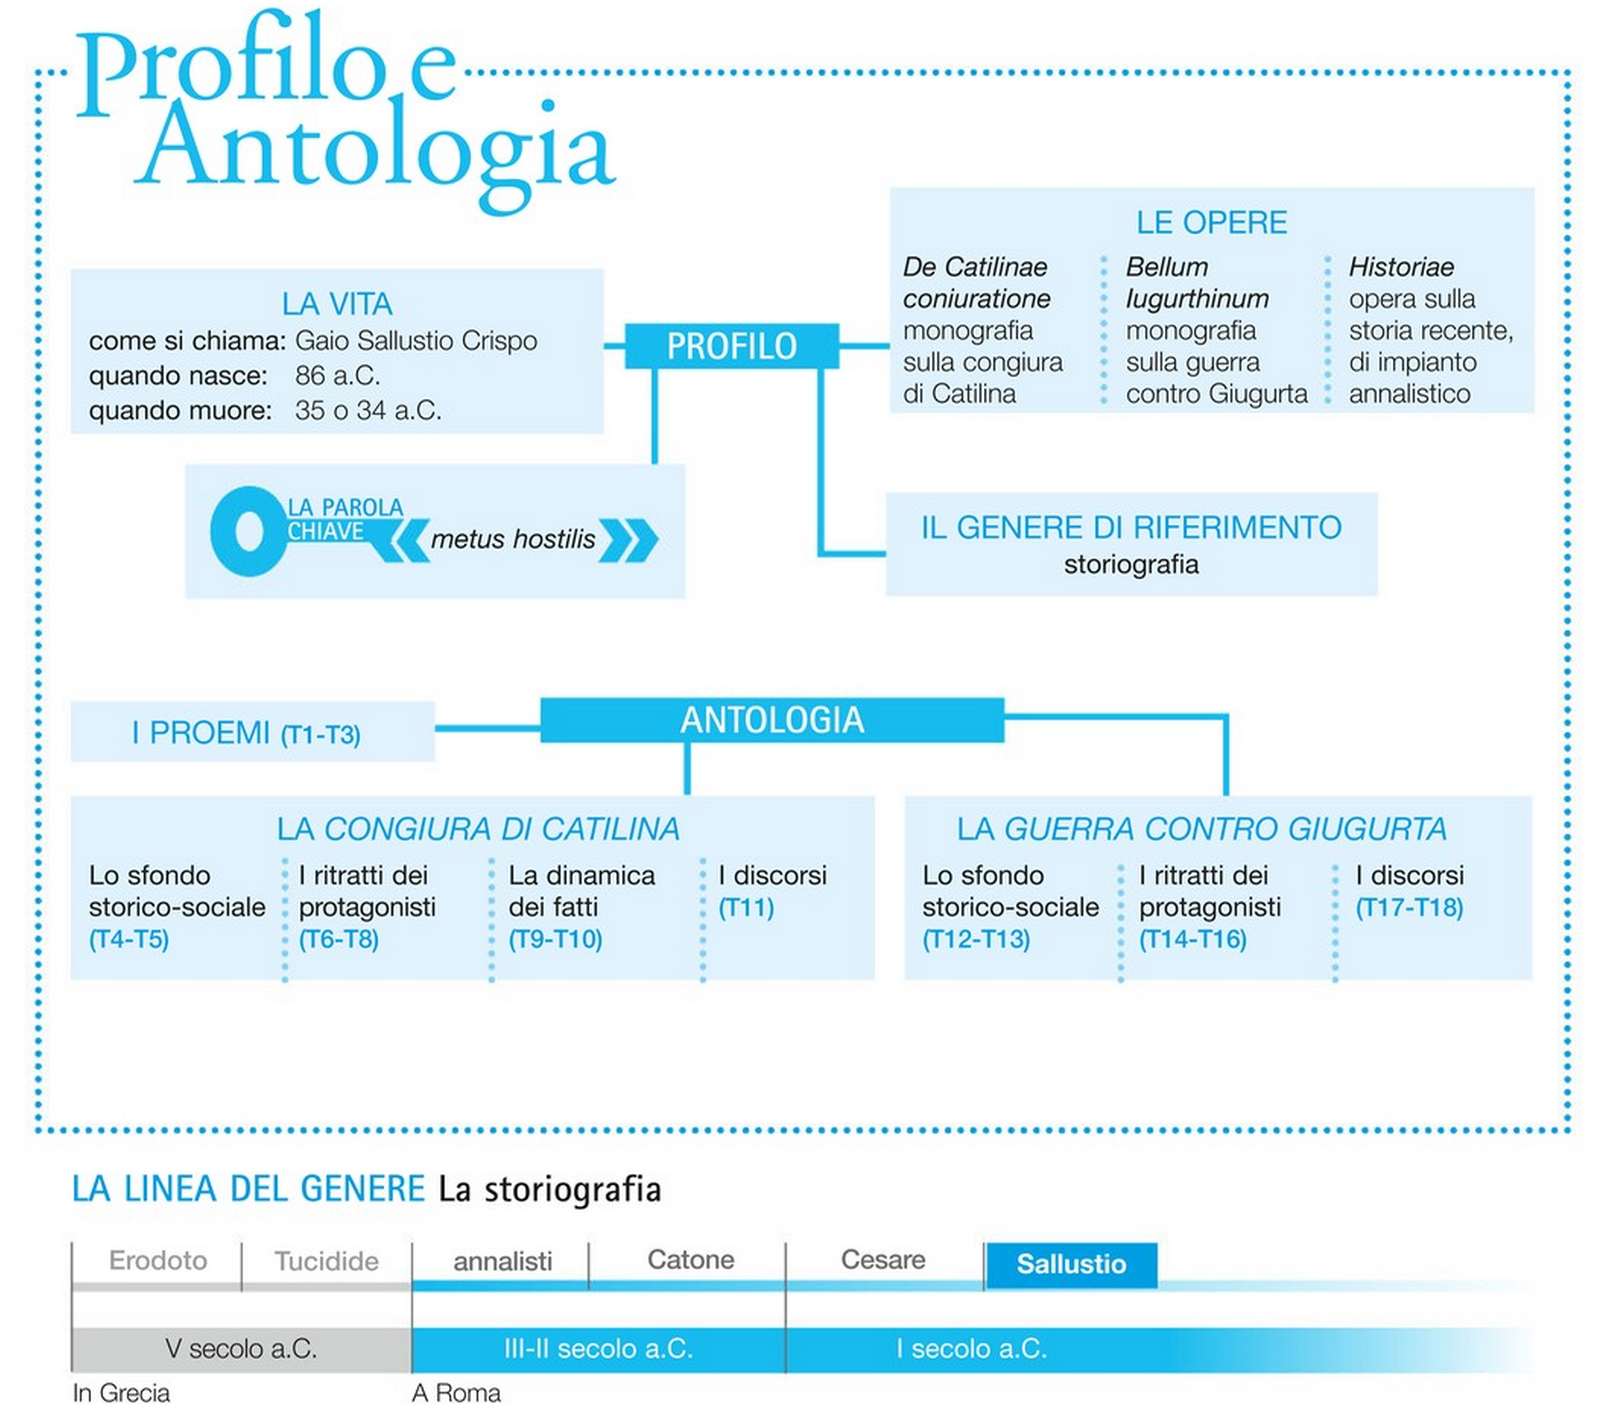 Profilo e
Antologia
LA VITA
come si chiama: Gaio Sallustio Crispo
quando nasce: 86 a.C.
quando muore: 35 o 34 a.C.
PROFILO
LE OPERE
De Catilinae
coniuratione
monografia
sulla congiura
di Catilina
Bellum
Iugurthinum
monografia
sulla guerra
contro Giugurta
Historiae
opera sulla
storia recente,
di impianto
annalistico
LA PAROLA
CHIAVE
metus hostilis
IL GENERE DI RIFERIMENTO
storiografia
I PROEMI (T1-T3)
ANTOLOGIA
LA CONGIURA DI CATILINA
Lo sfondo
storico-sociale
(T4-T5)
I ritratti dei
protagonisti
(T6-T8)
La dinamica
dei fatti
(T9-T10)
I discorsi
(T11)
LA GUERRA CONTRO GIUGURTA
Lo sfondo
storico-sociale
(T12-T13)
I ritratti dei
protagonisti
(T14-T16)
I discorsi
(T17-T18)
LA LINEA DEL GENERE La storiografia
Erodoto
Tucidide
annalisti
Catone
Cesare
Sallustio
V secolo a.C.
III-II secolo a.C.
I secolo a.C.
In Grecia
A Roma